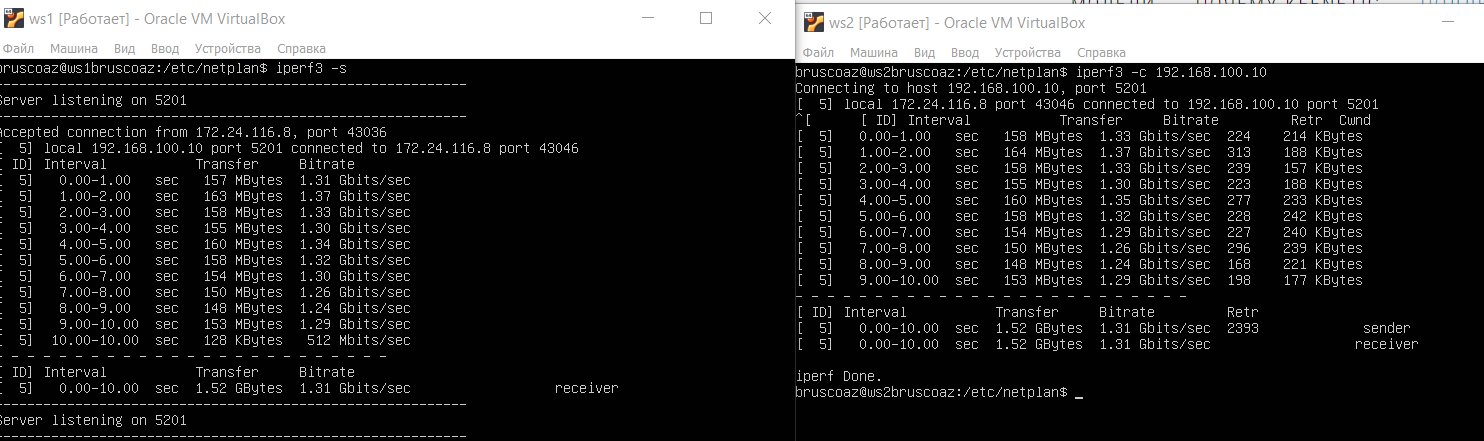 ws1 [Работает] - Oracle VM VirtualBox
Файл Машина Вид Ввод Устройства Справка
bruscoaz@ws1bruscoaz:/etc/netplan$ iperf3 -s
-----------------------------------------------------------
Server listening on 5201
-----------------------------------------------------------
Accepted connection from 172.24.116.8, port 43036
[  5] local 192.168.100.10 port 5201 connected to 172.24.116.8 port 43046
[ ID] Interval           Transfer     Bitrate
[  5]   0.00-1.00   sec   157 MBytes  1.31 Gbits/sec
[  5]   1.00-2.00   sec   163 MBytes  1.37 Gbits/sec
[  5]   2.00-3.00   sec   158 MBytes  1.33 Gbits/sec
[  5]   3.00-4.00   sec   155 MBytes  1.30 Gbits/sec
[  5]   4.00-5.00   sec   160 MBytes  1.34 Gbits/sec
[  5]   5.00-6.00   sec   158 MBytes  1.32 Gbits/sec
[  5]   6.00-7.00   sec   154 MBytes  1.30 Gbits/sec
[  5]   7.00-8.00   sec   150 MBytes  1.26 Gbits/sec
[  5]   8.00-9.00   sec   148 MBytes  1.24 Gbits/sec
[  5]   9.00-10.00  sec   153 MBytes  1.29 Gbits/sec
[  5]  10.00-10.00  sec   128 KBytes   512 Mbits/sec
- - - - - - - - - - - - - - - - - - - - - - - - -
[ ID] Interval           Transfer     Bitrate
[  5]   0.00-10.00  sec  1.52 GBytes  1.31 Gbits/sec                  receiver
-----------------------------------------------------------
Server listening on 5201
-----------------------------------------------------------
ws2 [Работает] - Oracle VM VirtualBox
Файл Машина Вид Ввод Устройства Справка
bruscoaz@ws2bruscoaz:/etc/netplan$ iperf3 -c 192.168.100.10
Connecting to host 192.168.100.10, port 5201
[  5] local 172.24.116.8 port 43046 connected to 192.168.100.10 port 5201
^[      [ ID] Interval           Transfer     Bitrate         Retr  Cwnd
[  5]   0.00-1.00   sec   158 MBytes  1.33 Gbits/sec  224    214 KBytes
[  5]   1.00-2.00   sec   164 MBytes  1.37 Gbits/sec  313    188 KBytes
[  5]   2.00-3.00   sec   158 MBytes  1.33 Gbits/sec  239    157 KBytes
[  5]   3.00-4.00   sec   155 MBytes  1.30 Gbits/sec  223    188 KBytes
[  5]   4.00-5.00   sec   160 MBytes  1.35 Gbits/sec  277    233 KBytes
[  5]   5.00-6.00   sec   158 MBytes  1.32 Gbits/sec  228    242 KBytes
[  5]   6.00-7.00   sec   154 MBytes  1.29 Gbits/sec  227    240 KBytes
[  5]   7.00-8.00   sec   150 MBytes  1.26 Gbits/sec  296    239 KBytes
[  5]   8.00-9.00   sec   148 MBytes  1.24 Gbits/sec  168    221 KBytes
[  5]   9.00-10.00  sec   153 MBytes  1.29 Gbits/sec  198    177 KBytes
- - - - - - - - - - - - - - - - - - - - - - - - -
[ ID] Interval           Transfer     Bitrate         Retr
[  5]   0.00-10.00  sec  1.52 GBytes  1.31 Gbits/sec  2393             sender
[  5]   0.00-10.00  sec  1.52 GBytes  1.31 Gbits/sec                  receiver
iperf Done.
bruscoaz@ws2bruscoaz:/etc/netplan$ _